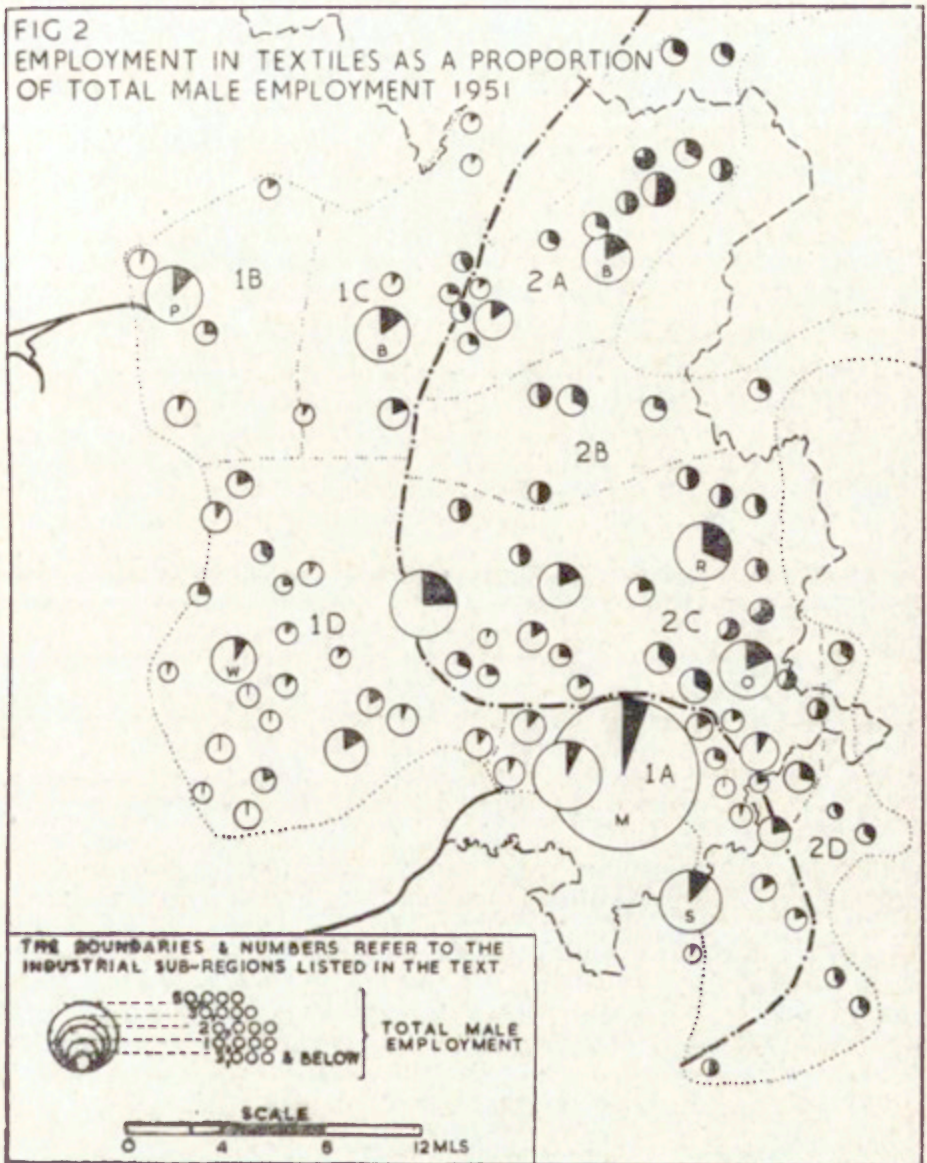 FIG 2
EMPLOYMENT IN TEXTILES AS A PROPORTION
OF TOTAL MALE EMPLOYMENT 1951
1B
P
1C
B
2A
B
2B
R
2C
O
1D
W
1A
M
2D
S
THE BOUNDARIES & NUMBERS REFER TO THE
INDUSTRIAL SUB-REGIONS LISTED IN THE TEXT
50,000
30,000
20,000
10,000
& BELOW
TOTAL MALE
EMPLOYMENT
SCALE
0 4 12 MLS